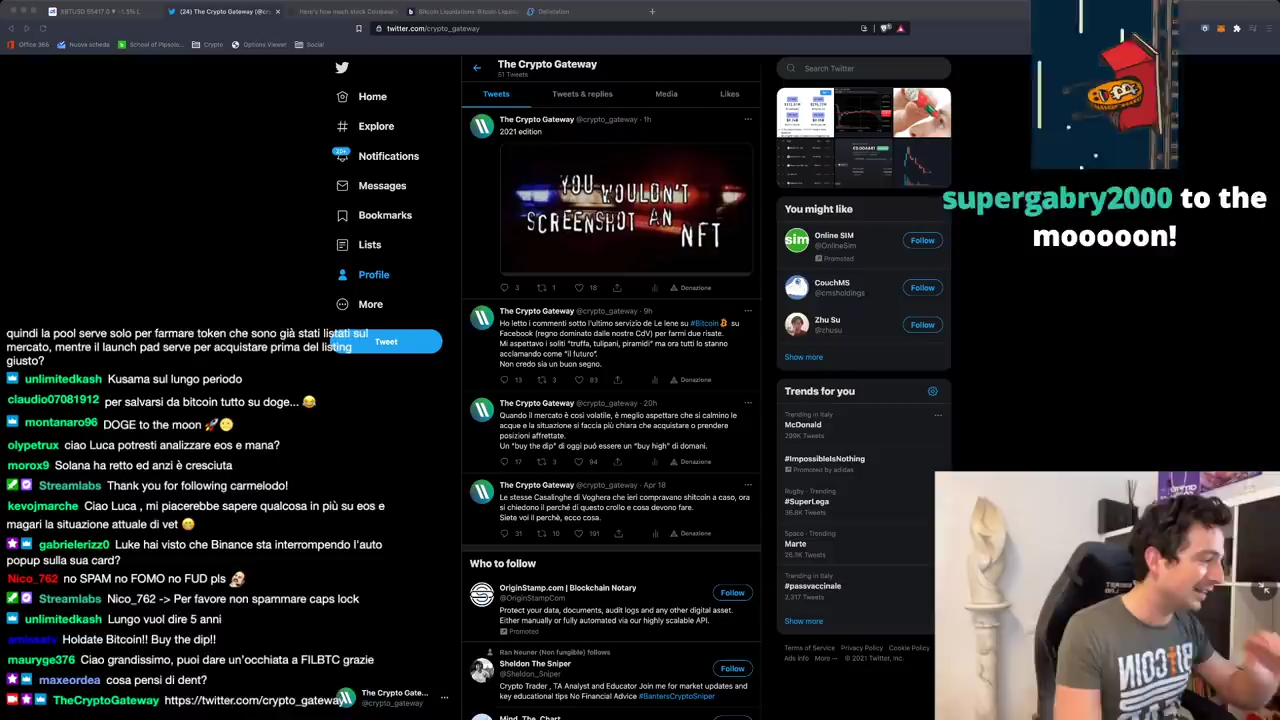 XBTUSD 55417.0 ▼ -1.5% L
(24) The Crypto Gateway (@cry
Here's how much stock Coinbase
Bitcoin Liquidations-Bitcoin Liquid
twitter.com/crypto_gateway
Office 365
Nuova scheda
School of Pipsolo...
Crypto
Options Viewer
Social
The Crypto Gateway
51 Tweets
Tweets
Tweets & replies
Media
Likes
Home
Explore
20+
Notifications
Messages
Bookmarks
Lists
Profile
More
Tweet
The Crypto Gateway @crypto_gateway · 1h
2021 edition
YOU WOULDN'T
SCREENSHOT AN
NFT
3 1 18 Donazione
The Crypto Gateway @crypto_gateway · 9h
Ho letto i commenti sotto l'ultimo servizio de Le Iene su #Bitcoin su
Facebook (regno dominato dalle nostre CdV) per farmi due risate.
Mi aspettavo i soliti "truffa, tulipani, piramidi" ma ora tutti lo stanno
acclamando come "il futuro".
Non credo sia un buon segno.
13 3 83 Donazione
The Crypto Gateway @crypto_gateway · 20h
Quando il mercato è così volatile, è meglio aspettare che si calmino le
acque e la situazione si faccia più chiara che acquistare o prendere
posizioni affrettate.
Un "buy the dip" di oggi può essere un "buy high" di domani.
17 3 94 Donazione
The Crypto Gateway @crypto_gateway · Apr 18
Le stesse Casalinghe di Voghera che ieri compravano shitcoin a caso, ora
si chiedono il perché di questo crollo e cosa devono fare.
Siete voi il perchè, ecco cosa.
31 10 191 Donazione
Who to follow
OriginStamp.com | Blockchain Notary
@OriginStampCom
Follow
Protect your data, documents, audit logs and any other digital asset.
Either manually or fully automated via our highly scalable API.
Promoted
Ran Neuner (Non fungible) follows
Sheldon The Sniper
@Sheldon_Sniper
Follow
Crypto Trader , TA Analyst and Educator Join me for market updates and
key educational tips No Financial Advice #BantersCryptoSniper
Mind_The_Chart
Search Twitter
You might like
Online SIM
@OnlineSim
Promoted
Follow
CouchMS
@cmsholdings
Follow
Zhu Su
@zhusu
Follow
Show more
Trends for you
Trending in Italy
McDonald
299K Tweets
#ImpossibleIsNothing
Promoted by adidas
Rugby · Trending
#SuperLega
36.8K Tweets
Space · Trending
Marte
26.1K Tweets
Trending in Italy
#passvaccinale
2,317 Tweets
Show more
Terms of Service Privacy Policy Cookie Policy
Ads info More © 2021 Twitter, Inc.
supergabry2000 to the
mooooon!
quindi la pool serve solo per farmare token che sono già stati listati sul
mercato, mentre il launch pad serve per acquistare prima del listing
giusto?
unlimitedkash Kusama sul lungo periodo
claudio07081912 per salvarsi da bitcoin tutto su doge...
montanaro96 DOGE to the moon
olypetrux ciao Luca potresti analizzare eos e mana?
morox9 Solana ha retto ed anzi è cresciuta
Streamlabs Thank you for following carmelodo!
kevojmarche Ciao Luca , mi piacerebbe sapere qualcosa in più su eos e
magari la situazione attuale di vet
gabrielerizz0 Luke hai visto che Binance sta interrompendo l'auto
popup sulla sua card?
Nico_762 no SPAM no FOMO no FUD pls
Streamlabs Nico_762 -> Per favore non spammare caps lock
unlimitedkash Lungo vuol dire 5 anni
Holdate Bitcoin!! Buy the dip!!
mauryge376 Ciao grandissimo, puoi dare un'occhiata a FILBTC grazie
maxeordea cosa pensi di dent?
TheCryptoGateway https://twitter.com/crypto_gateway
The Crypto Gate...
@crypto_gateway